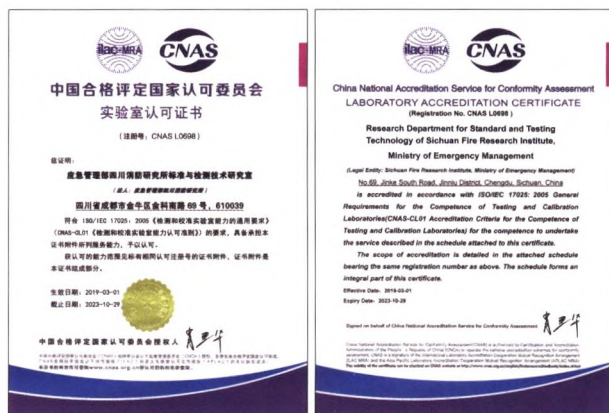 ilac-MRA
CNAS
中国合格评定国家认可委员会
实验室认可证书
(注册号: CNAS L0698)
兹证明:
应急管理部四川消防研究所标准与检测技术研究室
(法人: 应急管理部四川消防研究所)
四川省成都市金牛区金科南路 69 号, 610039
符合 ISO/IEC 17025: 2005《检测和校准实验室能力的通用要求》
(CNAS-CL01《检测和校准实验室能力认可准则》) 的要求, 具备承担本
证书附件所列服务能力, 予以认可。
获认可的能力范围见标有相同认可注册号的证书附件, 证书附件是
本证书组成部分。
生效日期: 2019-03-01
截止日期: 2023-10-29
中国合格评定国家认可委员会授权人
ilac-MRA
CNAS
China National Accreditation Service for Conformity Assessment
LABORATORY ACCREDITATION CERTIFICATE
(Registration No. CNAS L0698 )
Research Department for Standard and Testing
Technology of Sichuan Fire Research Institute,
Ministry of Emergency Management
(Legal Entity: Sichuan Fire Research Institute, Ministry of Emergency Management)
No.69, Jinke South Road, Jinniu District, Chengdu, Sichuan, China
is accredited in accordance with ISO/IEC 17025: 2005 General
Requirements for the Competence of Testing and Calibration
Laboratories(CNAS-CL01 Accreditation Criteria for the Competence of
Testing and Calibration Laboratories) for the competence to undertake
the service described in the schedule attached to this certificate.
The scope of accreditation is detailed in the attached schedule
bearing the same registration number as above. The schedule forms an
integral part of this certificate.
Effective Date: 2019-03-01
Expiry Date: 2023-10-29
Signed on behalf of China National Accreditation Service for Conformity Assessment